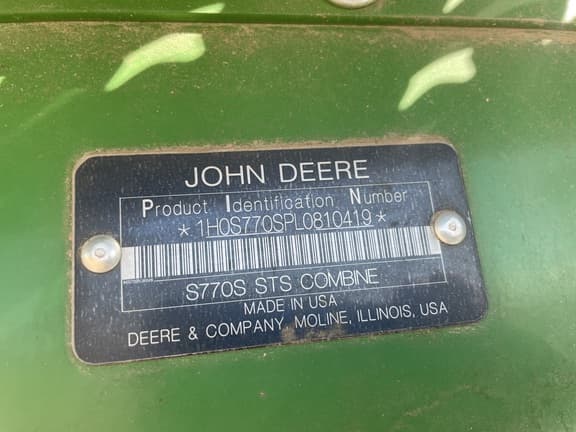 JOHN DEERE
Product Identification Number
*1H0S770SPL0810419*
S770S STS COMBINE
MADE IN USA
DEERE & COMPANY MOLINE, ILLINOIS, USA